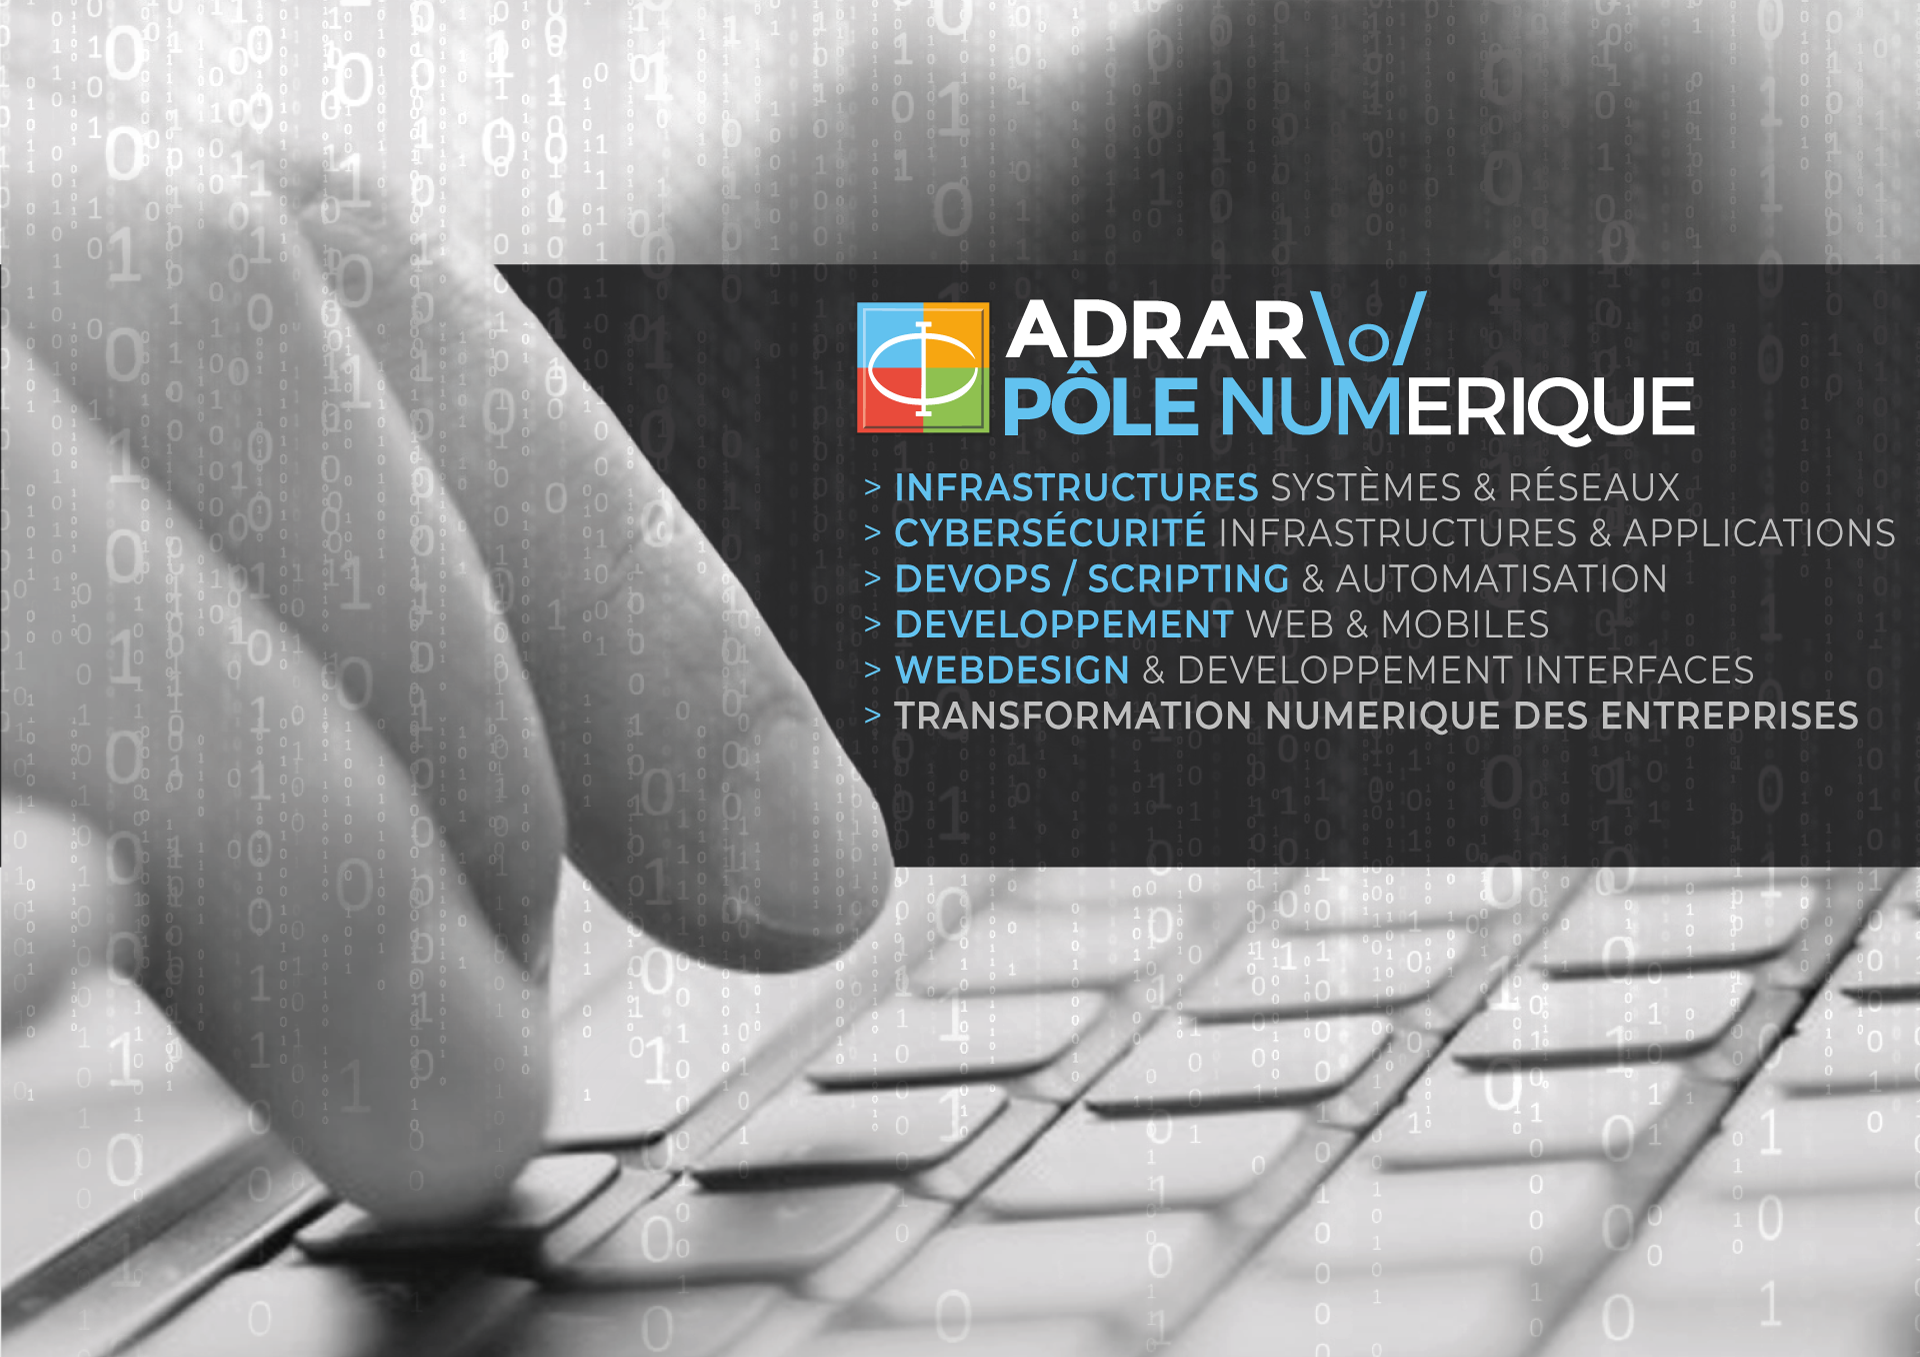 ADRAR\o/
PÔLE NUMERIQUE
> INFRASTRUCTURES SYSTÈMES & RÉSEAUX
> CYBERSÉCURITÉ INFRASTRUCTURES & APPLICATIONS
> DEVOPS / SCRIPTING & AUTOMATISATION
> DEVELOPPEMENT WEB & MOBILES
> WEBDESIGN & DEVELOPPEMENT INTERFACES
> TRANSFORMATION NUMERIQUE DES ENTREPRISES